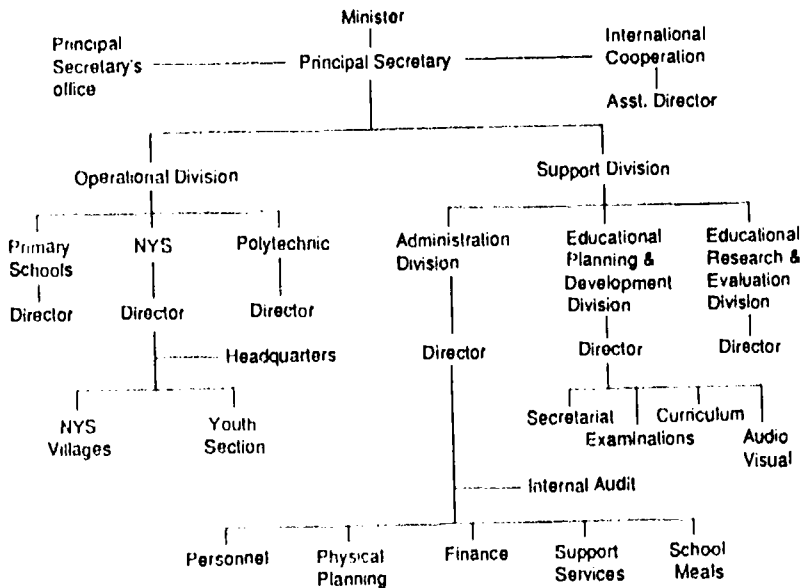 Minister
Principal Secretary's office
Principal Secretary
International Cooperation
Asst. Director
Operational Division
Support Division
Primary Schools
NYS
Polytechnic
Administration Division
Educational Planning & Development Division
Educational Research & Evaluation Division
Director
Director
Director
Headquarters
Director
Director
Director
NYS Villages
Youth Section
Secretarial
Examinations
Curriculum
Audio Visual
Internal Audit
Personnel
Physical Planning
Finance
Support Services
School Meals